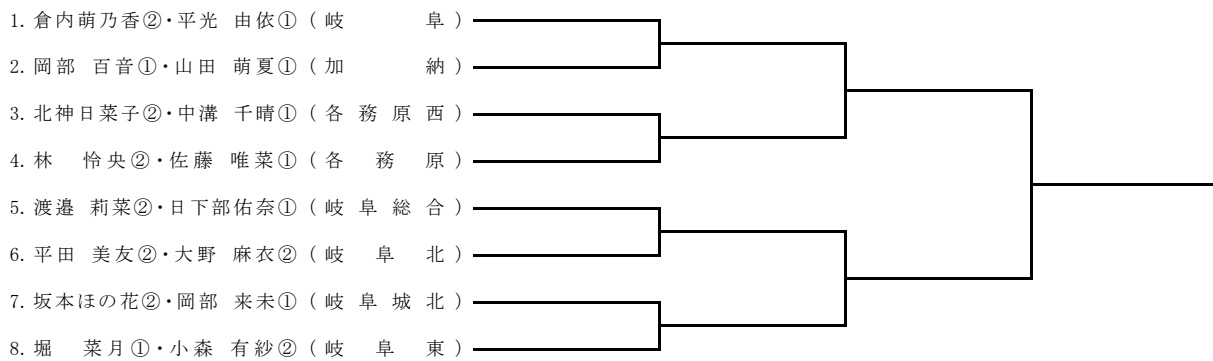 1. 倉内萌乃香②・平光 由依① ( 岐 阜 )
2. 岡部 百音①・山田 萌夏① ( 加 納 )
3. 北神日菜子②・中溝 千晴① ( 各 務 原 西 )
4. 林 怜央②・佐藤 唯菜① ( 各 務 原 )
5. 渡邉 莉菜②・日下部佑奈① ( 岐 阜 総 合 )
6. 平田 美友②・大野 麻衣② ( 岐 阜 北 )
7. 坂本ほの花②・岡部 来未① ( 岐 阜 城 北 )
8. 堀 菜月①・小森 有紗② ( 岐 阜 東 )